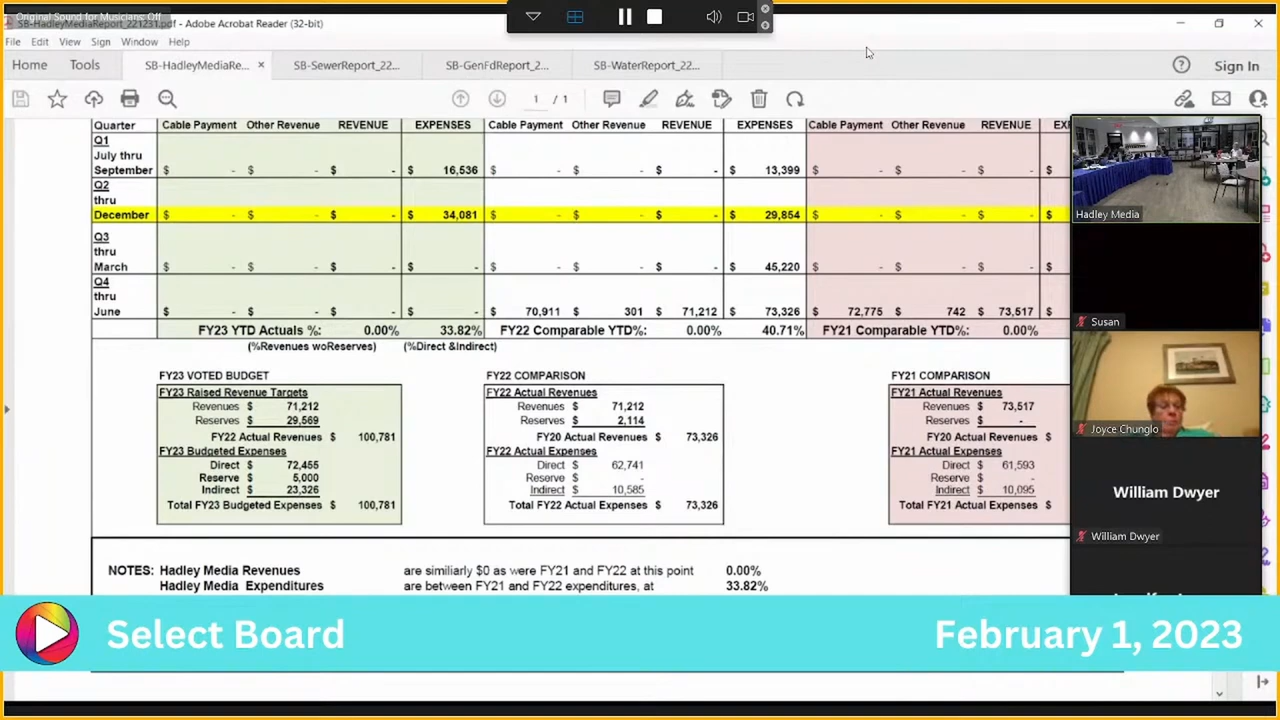 Original Sound for Musicians: Off
SB-HadleyMediaReport_221231.pdf - Adobe Acrobat Reader (32-bit)
File Edit View Sign Window Help
Home Tools SB-HadleyMediaRe... × SB-SewerReport_22... SB-GenFdReport_2... SB-WaterReport_22... Sign In
1 / 1
Quarter Cable Payment Other Revenue REVENUE EXPENSES Cable Payment Other Revenue REVENUE EXPENSES Cable Payment Other Revenue REVENUE
Q1
July thru
September $ - $ - $ - $ 16,536 $ - $ - $ - $ 13,399 $ - $ - $ - $
Q2
thru
December $ - $ - $ - $ 34,081 $ - $ - $ - $ 29,854 $ - $ - $ - $
Q3
thru
March $ - $ - $ - $ - $ - $ - $ - $ 45,220 $ - $ - $ - $
Q4
thru
June $ - $ - $ - $ - $ 70,911 $ 301 $ 71,212 $ 73,326 $ 72,775 $ 742 $ 73,517 $
FY23 YTD Actuals %: 0.00% 33.82% FY22 Comparable YTD%: 0.00% 40.71% FY21 Comparable YTD%: 0.00%
(%Revenues woReserves) (%Direct &Indirect)
FY23 VOTED BUDGET
FY23 Raised Revenue Targets
Revenues $ 71,212
Reserves $ 29,569
FY22 Actual Revenues $ 100,781
FY23 Budgeted Expenses
Direct $ 72,455
Reserve $ 5,000
Indirect $ 23,326
Total FY23 Budgeted Expenses $ 100,781
FY22 COMPARISON
FY22 Actual Revenues
Revenues $ 71,212
Reserves $ 2,114
FY20 Actual Revenues $ 73,326
FY22 Actual Expenses
Direct $ 62,741
Reserve $ -
Indirect $ 10,585
Total FY22 Actual Expenses $ 73,326
FY21 COMPARISON
FY21 Actual Revenues
Revenues $ 73,517
Reserves $ -
FY20 Actual Revenues $
FY21 Actual Expenses
Direct $ 61,593
Reserve $ -
Indirect $ 10,095
Total FY21 Actual Expenses $
NOTES: Hadley Media Revenues are similiarly $0 as were FY21 and FY22 at this point 0.00%
Hadley Media Expenditures are between FY21 and FY22 expenditures, at 33.82%
Hadley Media
Susan
Joyce Chunglo
William Dwyer
William Dwyer
Select Board
February 1, 2023